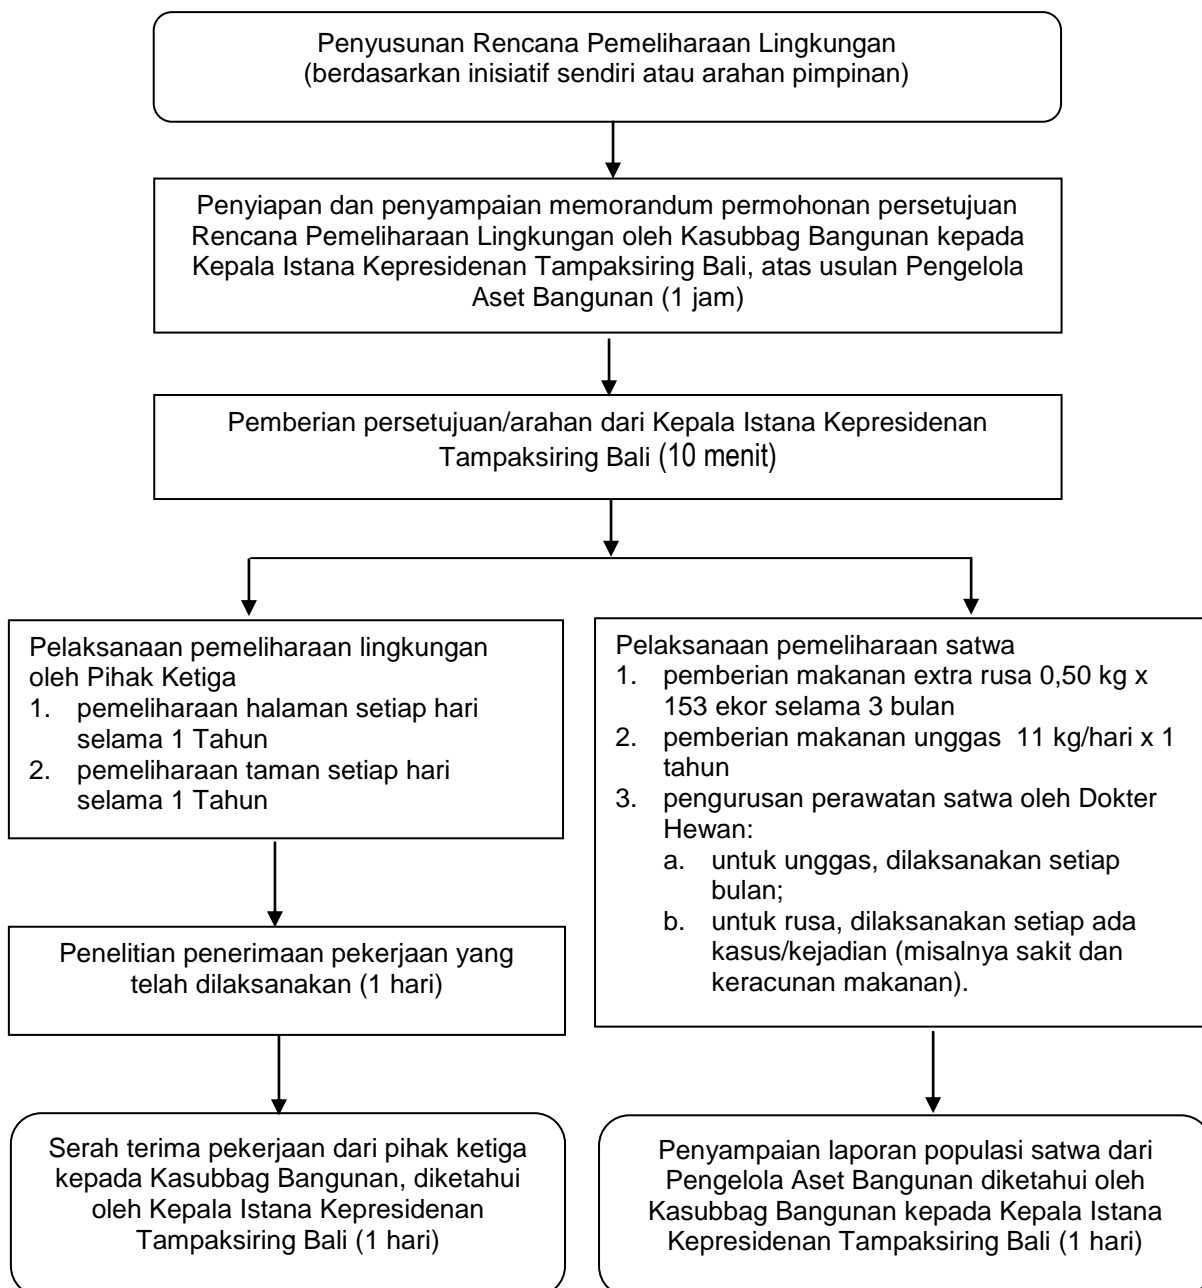 Penyusunan Rencana Pemeliharaan Lingkungan
(berdasarkan inisiatif sendiri atau arahan pimpinan)
Penyiapan dan penyampaian memorandum permohonan persetujuan
Rencana Pemeliharaan Lingkungan oleh Kasubbag Bangunan kepada
Kepala Istana Kepresidenan Tampaksiring Bali, atas usulan Pengelola
Aset Bangunan (1 jam)
Pemberian persetujuan/arahan dari Kepala Istana Kepresidenan
Tampaksiring Bali (10 menit)
Pelaksanaan pemeliharaan lingkungan
oleh Pihak Ketiga
1. pemeliharaan halaman setiap hari
selama 1 Tahun
2. pemeliharaan taman setiap hari
selama 1 Tahun
Penelitian penerimaan pekerjaan yang
telah dilaksanakan (1 hari)
Serah terima pekerjaan dari pihak ketiga
kepada Kasubbag Bangunan, diketahui
oleh Kepala Istana Kepresidenan
Tampaksiring Bali (1 hari)
Pelaksanaan pemeliharaan satwa
1. pemberian makanan extra rusa 0,50 kg x
153 ekor selama 3 bulan
2. pemberian makanan unggas 11 kg/hari x 1
tahun
3. pengurusan perawatan satwa oleh Dokter
Hewan:
a. untuk unggas, dilaksanakan setiap
bulan;
b. untuk rusa, dilaksanakan setiap ada
kasus/kejadian (misalnya sakit dan
keracunan makanan).
Penyampaian laporan populasi satwa dari
Pengelola Aset Bangunan diketahui oleh
Kasubbag Bangunan kepada Kepala Istana
Kepresidenan Tampaksiring Bali (1 hari)